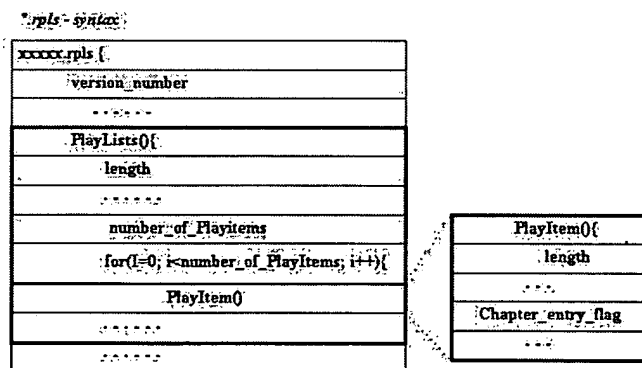 *.rpls - syntax
xxxxx.rpls {
version_number
- - - - - -
PlayLists(){
length
- - - - - -
number_of_Playitems
for(I=0; i<number_of_PlayItems; i++){
PlayItem()
- - - - - -
- - - - - -
PlayItem(){
length
- - -
Chapter_entry_flag
- - -